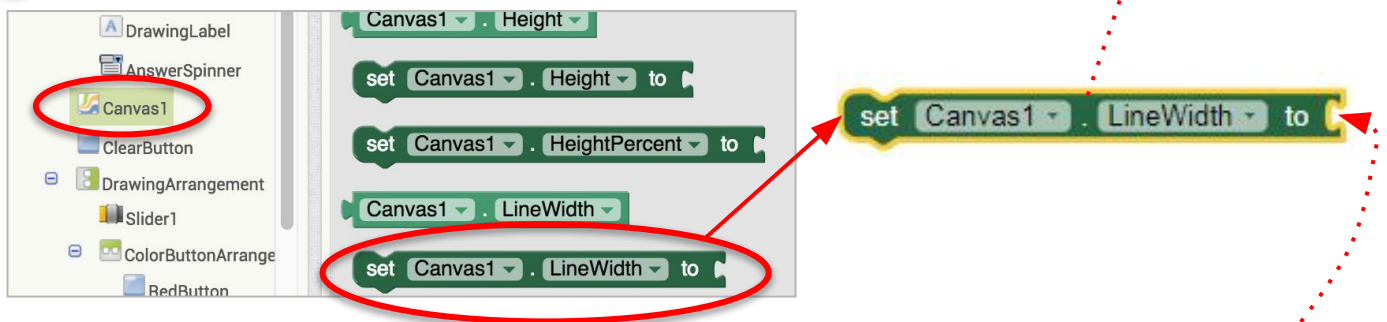 DrawingLabel
AnswerSpinner
Canvas1
ClearButton
DrawingArrangement
Slider1
ColorButtonArrange
RedButton
Canvas1 . Height
set Canvas1 . Height to
set Canvas1 . HeightPercent to
Canvas1 . LineWidth
set Canvas1 . LineWidth to
set Canvas1 . LineWidth to